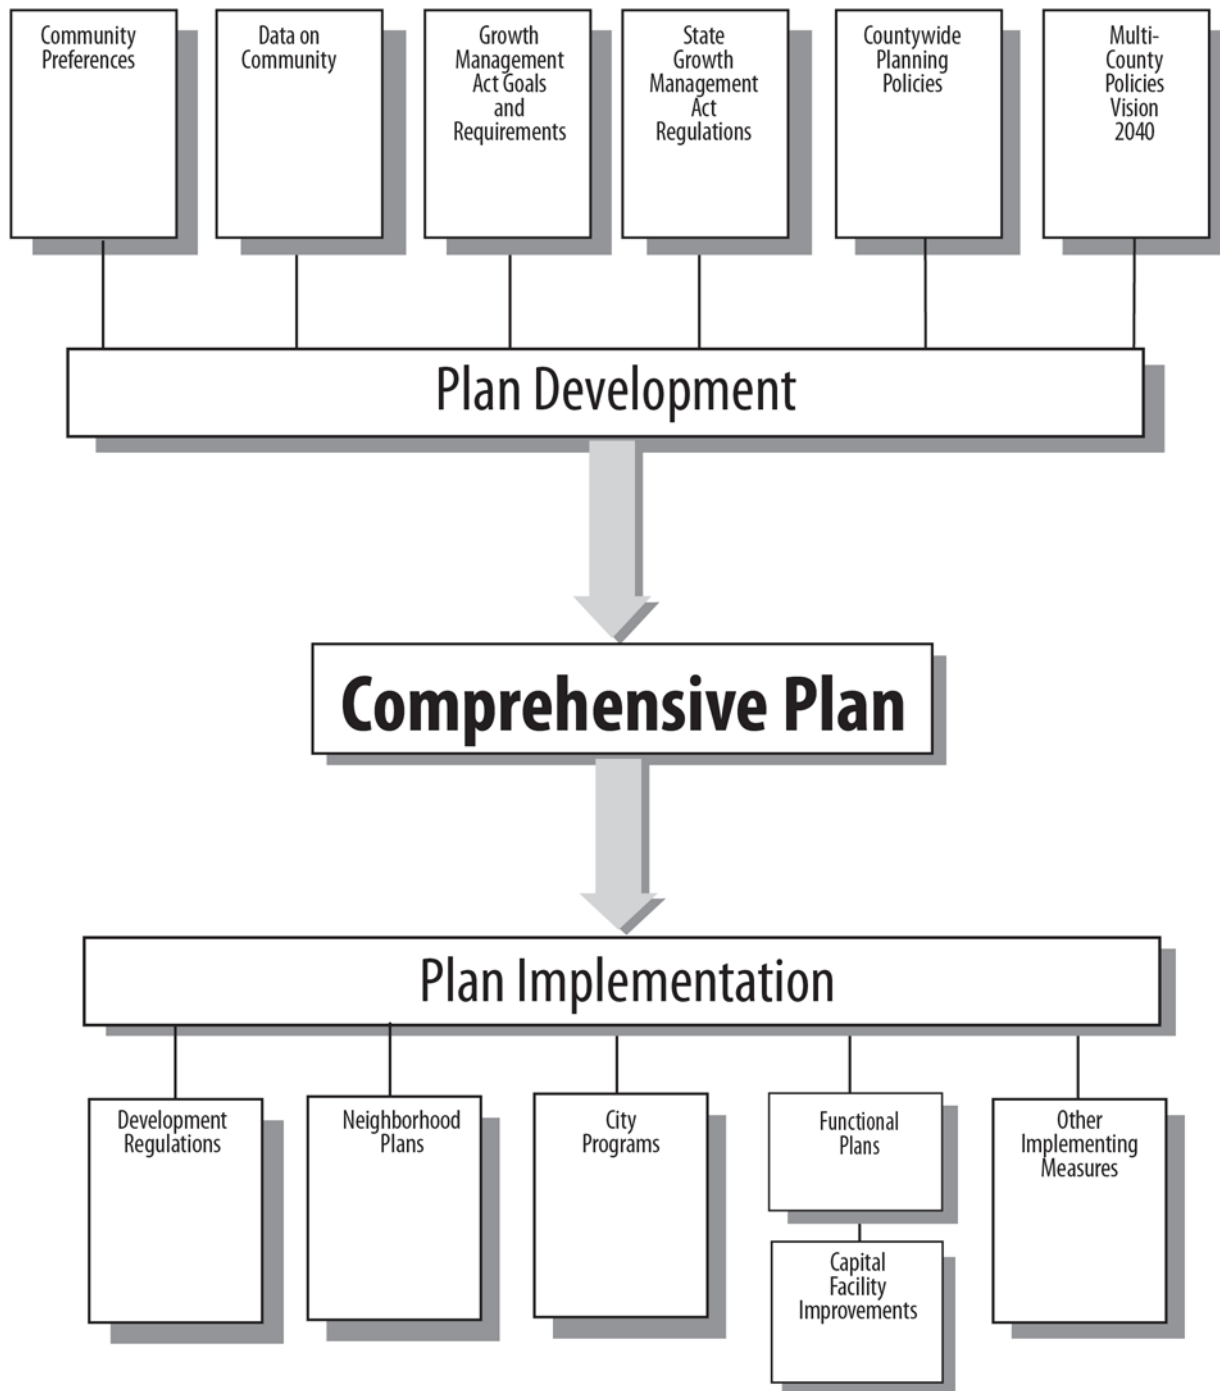 Community
Preferences
Data on
Community
Growth
Management
Act Goals
and
Requirements
State
Growth
Management
Act
Regulations
Countywide
Planning
Policies
Multi-
County
Policies
Vision
2040
Plan Development
Comprehensive Plan
Plan Implementation
Development
Regulations
Neighborhood
Plans
City
Programs
Functional
Plans
Capital
Facility
Improvements
Other
Implementing
Measures